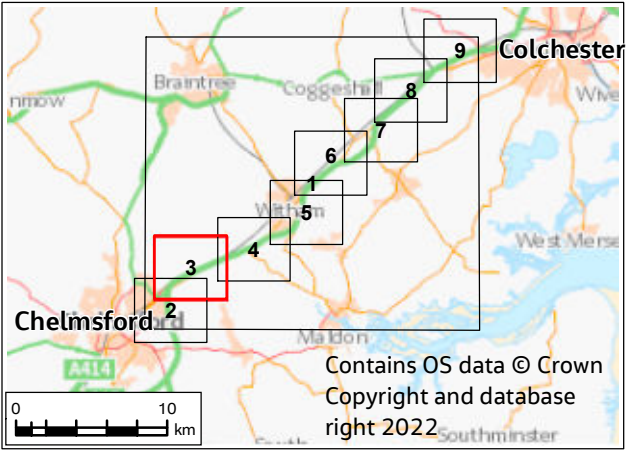 9
Colchester
Braintree
Coggeshall
8
nmow
Wive
7
6
1
Witham
5
West Merse
4
3
2
Chelmsford
Maldon
A414
Contains OS data © Crown
Copyright and database
right 2022
0 10
km
Southminster